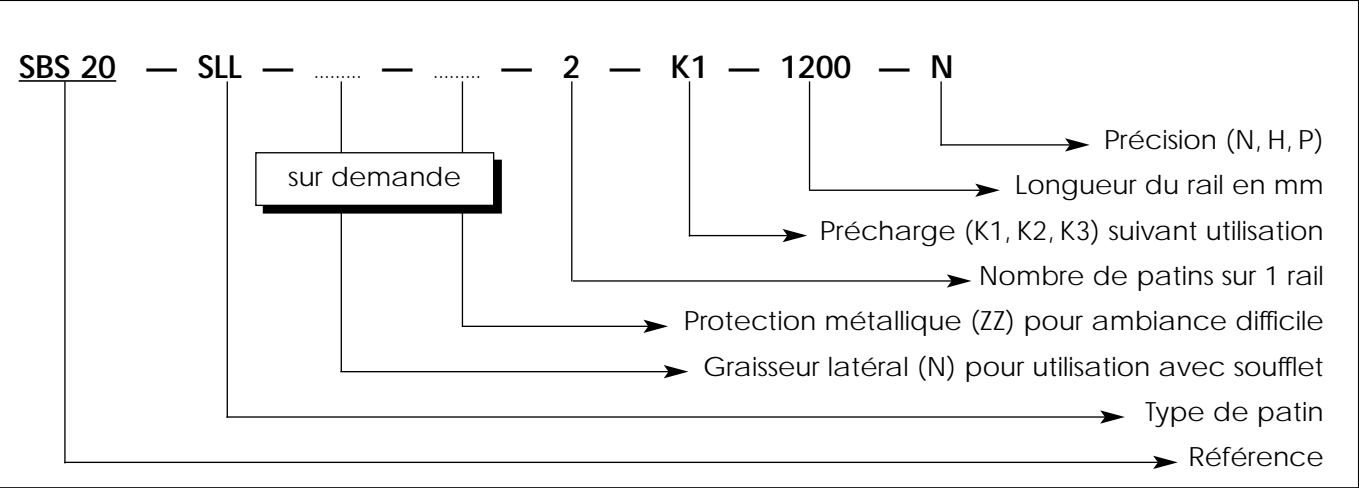 SBS 20 — SLL — ......... — ......... — 2 — K1 — 1200 — N
Précision (N, H, P)
sur demande
Longueur du rail en mm
Précharge (K1, K2, K3) suivant utilisation
Nombre de patins sur 1 rail
Protection métallique (ZZ) pour ambiance difficile
Graisseur latéral (N) pour utilisation avec soufflet
Type de patin
Référence